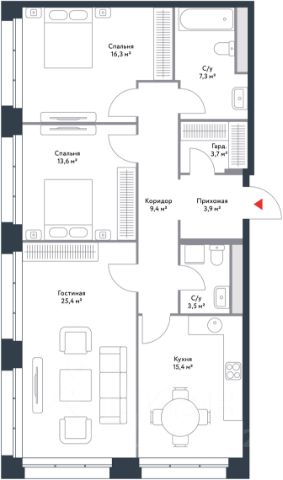 Спальня
16,3 м²
С/у
7,3 м²
Спальня
13,6 м²
Гард.
3,7 м²
Коридор
9,4 м²
Прихожая
3,9 м²
Гостиная
25,4 м²
С/у
3,5 м²
Кухня
15,4 м²